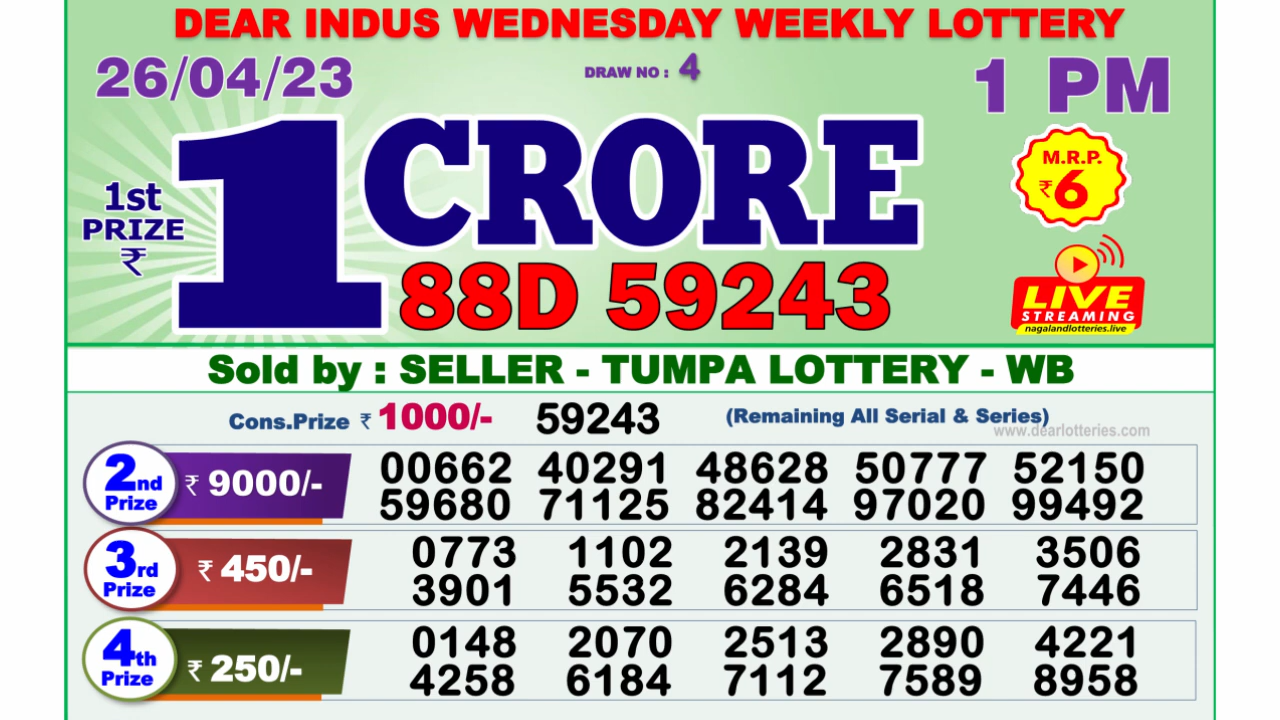 DEAR INDUS WEDNESDAY WEEKLY LOTTERY
26/04/23 DRAW NO : 4 1 PM
1st PRIZE ₹ 1 CRORE
M.R.P. ₹6
88D 59243
LIVE STREAMING
nagalandlotteries.live
Sold by : SELLER - TUMPA LOTTERY - WB
Cons.Prize ₹ 1000/- 59243 (Remaining All Serial & Series)
www.dearlotteries.com
2nd Prize ₹ 9000/-
00662 40291 48628 50777 52150
59680 71125 82414 97020 99492
3rd Prize ₹ 450/-
0773 1102 2139 2831 3506
3901 5532 6284 6518 7446
4th Prize ₹ 250/-
0148 2070 2513 2890 4221
4258 6184 7112 7589 8958